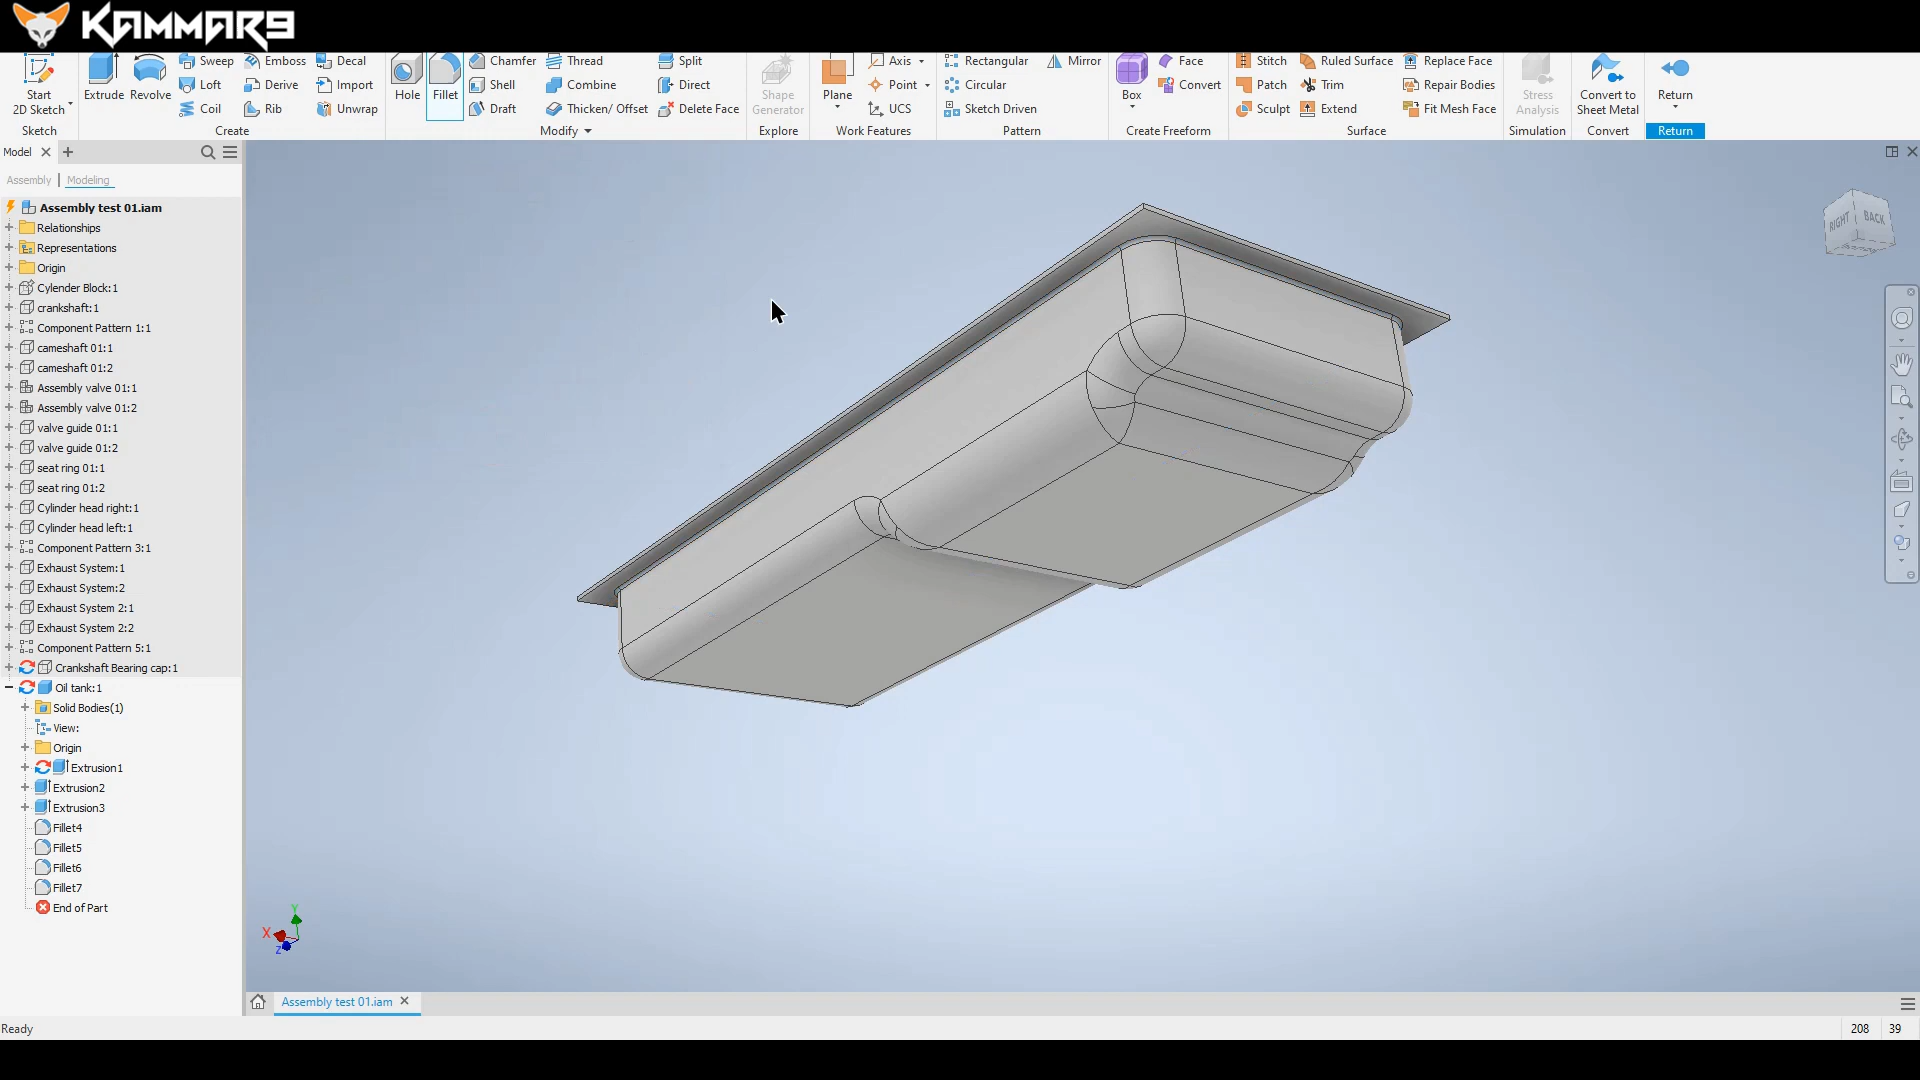 KAMMAR9
Start
2D Sketch
Sketch
Extrude
Revolve
Sweep
Loft
Coil
Emboss
Derive
Rib
Decal
Import
Unwrap
Create
Hole
Fillet
Chamfer
Shell
Draft
Thread
Combine
Thicken/ Offset
Split
Direct
Delete Face
Modify
Shape
Generator
Explore
Plane
Axis
Point
UCS
Work Features
Rectangular
Circular
Sketch Driven
Mirror
Pattern
Box
Face
Convert
Create Freeform
Stitch
Patch
Sculpt
Ruled Surface
Trim
Extend
Replace Face
Repair Bodies
Fit Mesh Face
Surface
Stress
Analysis
Simulation
Convert to
Sheet Metal
Convert
Return
Return
Model
Assembly | Modeling
Assembly test 01.iam
Relationships
Representations
Origin
Cylender Block:1
crankshaft:1
Component Pattern 1:1
cameshaft 01:1
cameshaft 01:2
Assembly valve 01:1
Assembly valve 01:2
valve guide 01:1
valve guide 01:2
seat ring 01:1
seat ring 01:2
Cylinder head right:1
Cylinder head left:1
Component Pattern 3:1
Exhaust System:1
Exhaust System:2
Exhaust System 2:1
Exhaust System 2:2
Component Pattern 5:1
Crankshaft Bearing cap:1
Oil tank:1
Solid Bodies(1)
View:
Origin
Extrusion1
Extrusion2
Extrusion3
Fillet4
Fillet5
Fillet6
Fillet7
End of Part
RIGHT
BACK
Y
X
Z
Assembly test 01.iam
Ready
208 39